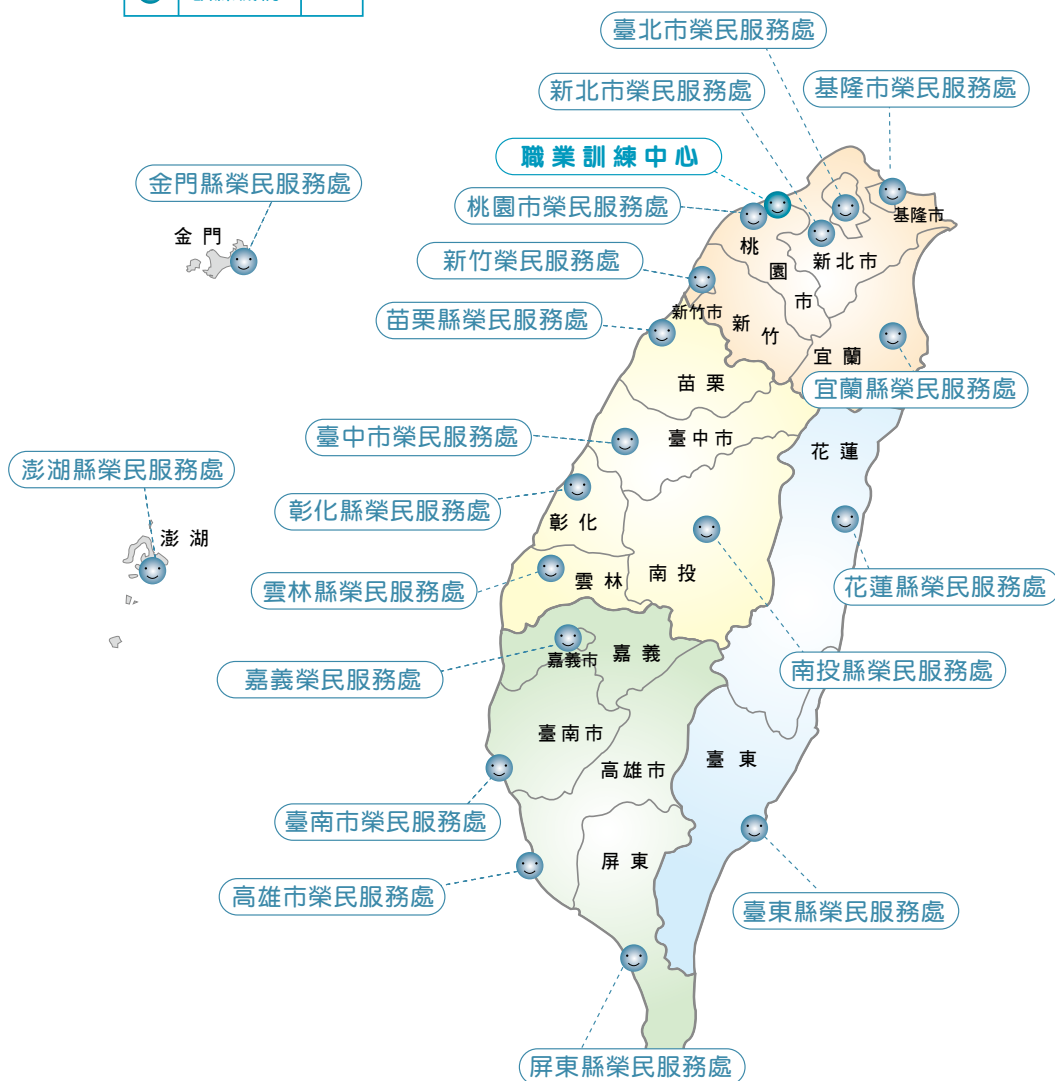 臺北市榮民服務處
新北市榮民服務處
基隆市榮民服務處
職業訓練中心
金門縣榮民服務處
桃園市榮民服務處
基隆市
金門
桃園市
新北市
新竹榮民服務處
新竹市
新竹
苗栗縣榮民服務處
宜蘭
苗栗
宜蘭縣榮民服務處
臺中市榮民服務處
臺中市
花蓮
澎湖縣榮民服務處
彰化縣榮民服務處
彰化
澎湖
雲林縣榮民服務處
雲林
南投
花蓮縣榮民服務處
嘉義市
嘉義
嘉義榮民服務處
南投縣榮民服務處
臺南市
高雄市
臺東
臺南市榮民服務處
屏東
高雄市榮民服務處
臺東縣榮民服務處
屏東縣榮民服務處